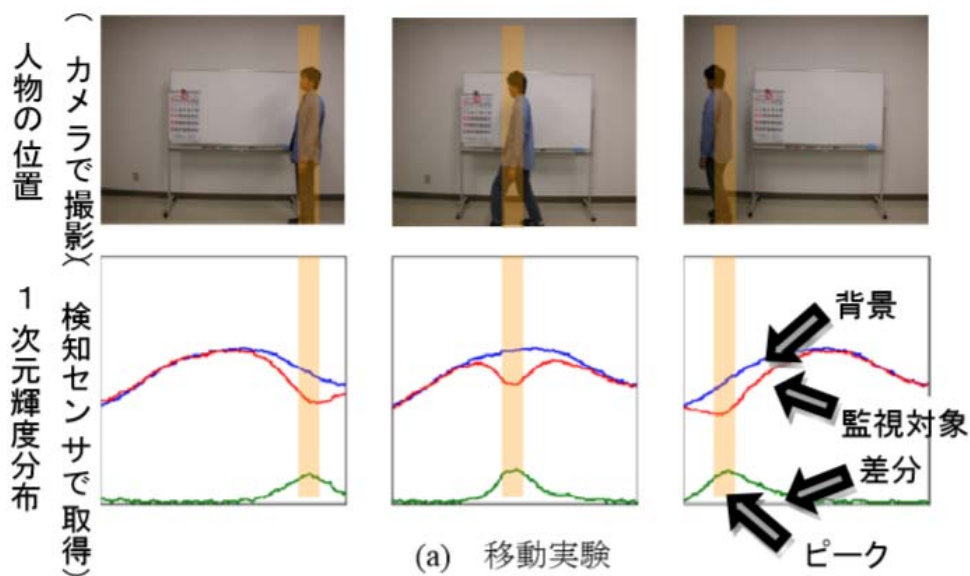 人物の位置
（カメラで撮影）
１次元輝度分布
（検知センサで取得）
背景
監視対象
差分
ピーク
(a) 移動実験